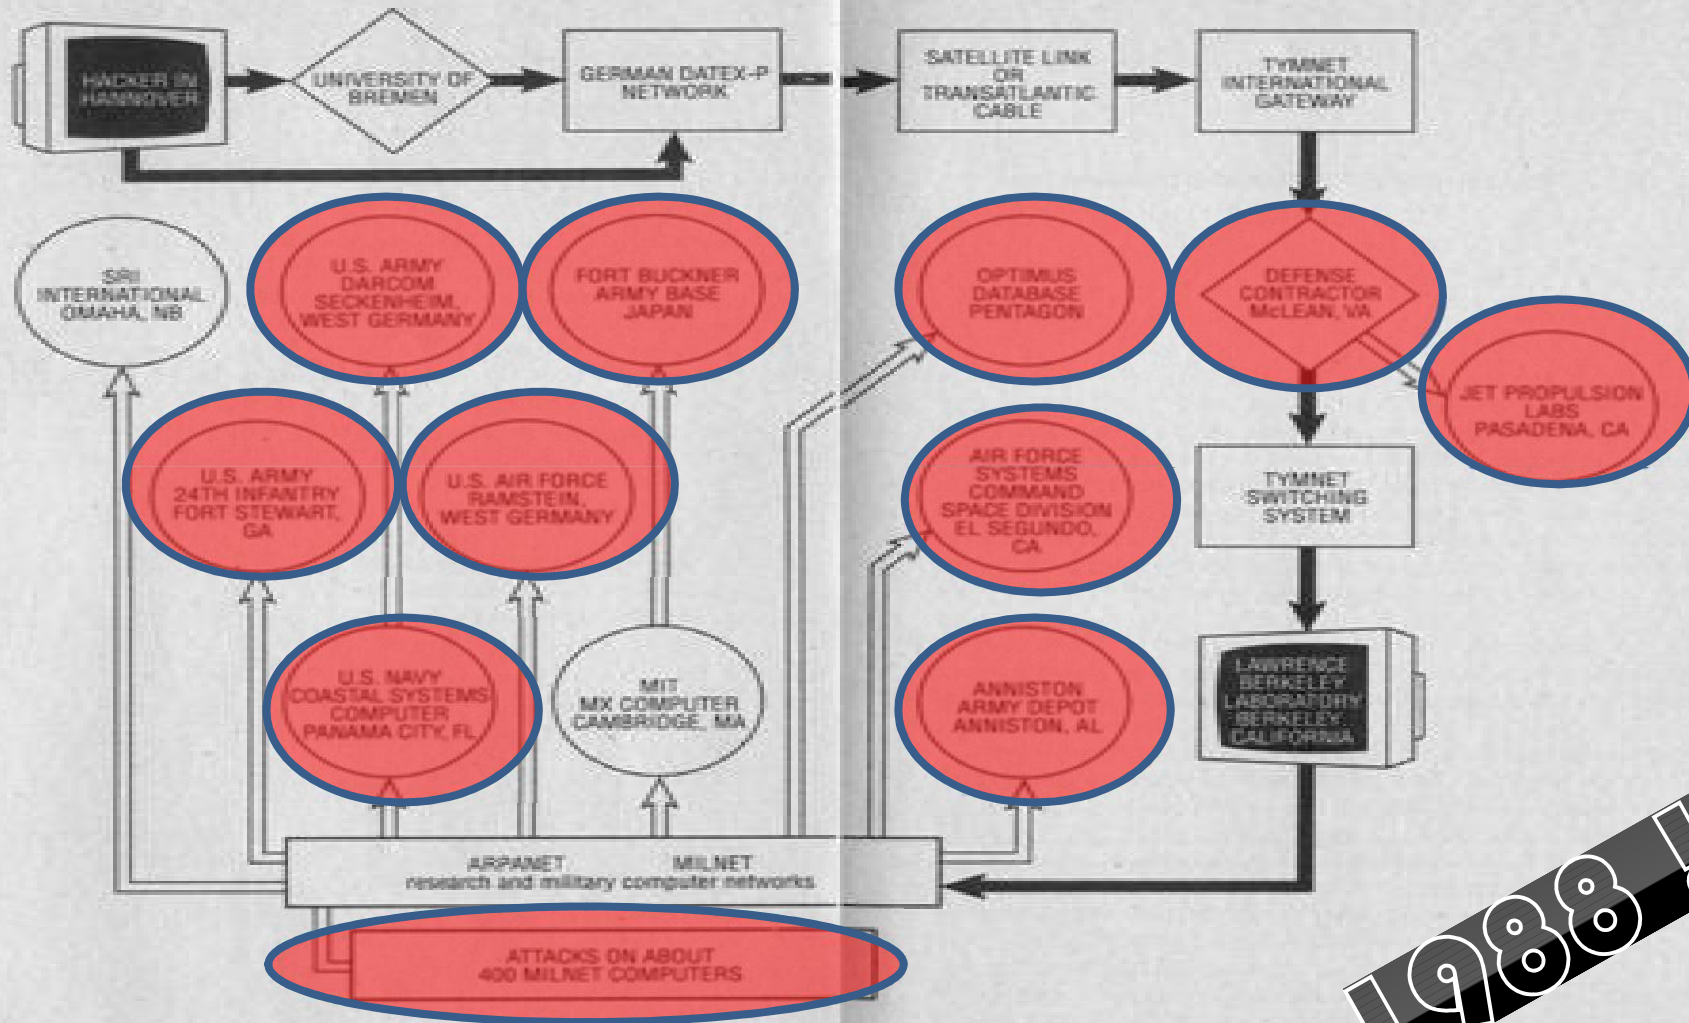 HACKER IN
HANNOVER
UNIVERSITY OF
BREMEN
GERMAN DATEX-P
NETWORK
SATELLITE LINK
OR
TRANSATLANTIC
CABLE
TYMNET
INTERNATIONAL
GATEWAY
SRI
INTERNATIONAL
OMAHA, NB
U.S. ARMY
DARCOM
SECKENHEIM,
WEST GERMANY
FORT BUCKNER
ARMY BASE
JAPAN
OPTIMUS
DATABASE
PENTAGON
DEFENSE
CONTRACTOR
McLEAN, VA
JET PROPULSION
LABS
PASADENA, CA
U.S. ARMY
24TH INFANTRY
FORT STEWART,
GA
U.S. AIR FORCE
RAMSTEIN,
WEST GERMANY
AIR FORCE
SYSTEMS
COMMAND
SPACE DIVISION
EL SEGUNDO,
CA
TYMNET
SWITCHING
SYSTEM
U.S. NAVY
COASTAL SYSTEMS
COMPUTER
PANAMA CITY, FL
MIT
MX COMPUTER
CAMBRIDGE, MA
ANNISTON
ARMY DEPOT
ANNISTON, AL
LAWRENCE
BERKELEY
LABORATORY
BERKELEY,
CALIFORNIA
ARPANET MILNET
research and military computer networks
ATTACKS ON ABOUT
400 MILNET COMPUTERS
1988